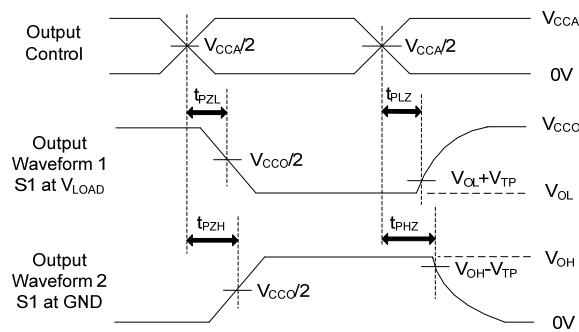 Output
Control
VCCA/2
VCCA/2
VCCA
0V
tPZL
tPLZ
Output
Waveform 1
S1 at VLOAD
VCCO/2
VOL+VTP
VCCO
VOL
tPZH
tPHZ
Output
Waveform 2
S1 at GND
VCCO/2
VOH-VTP
VOH
0V